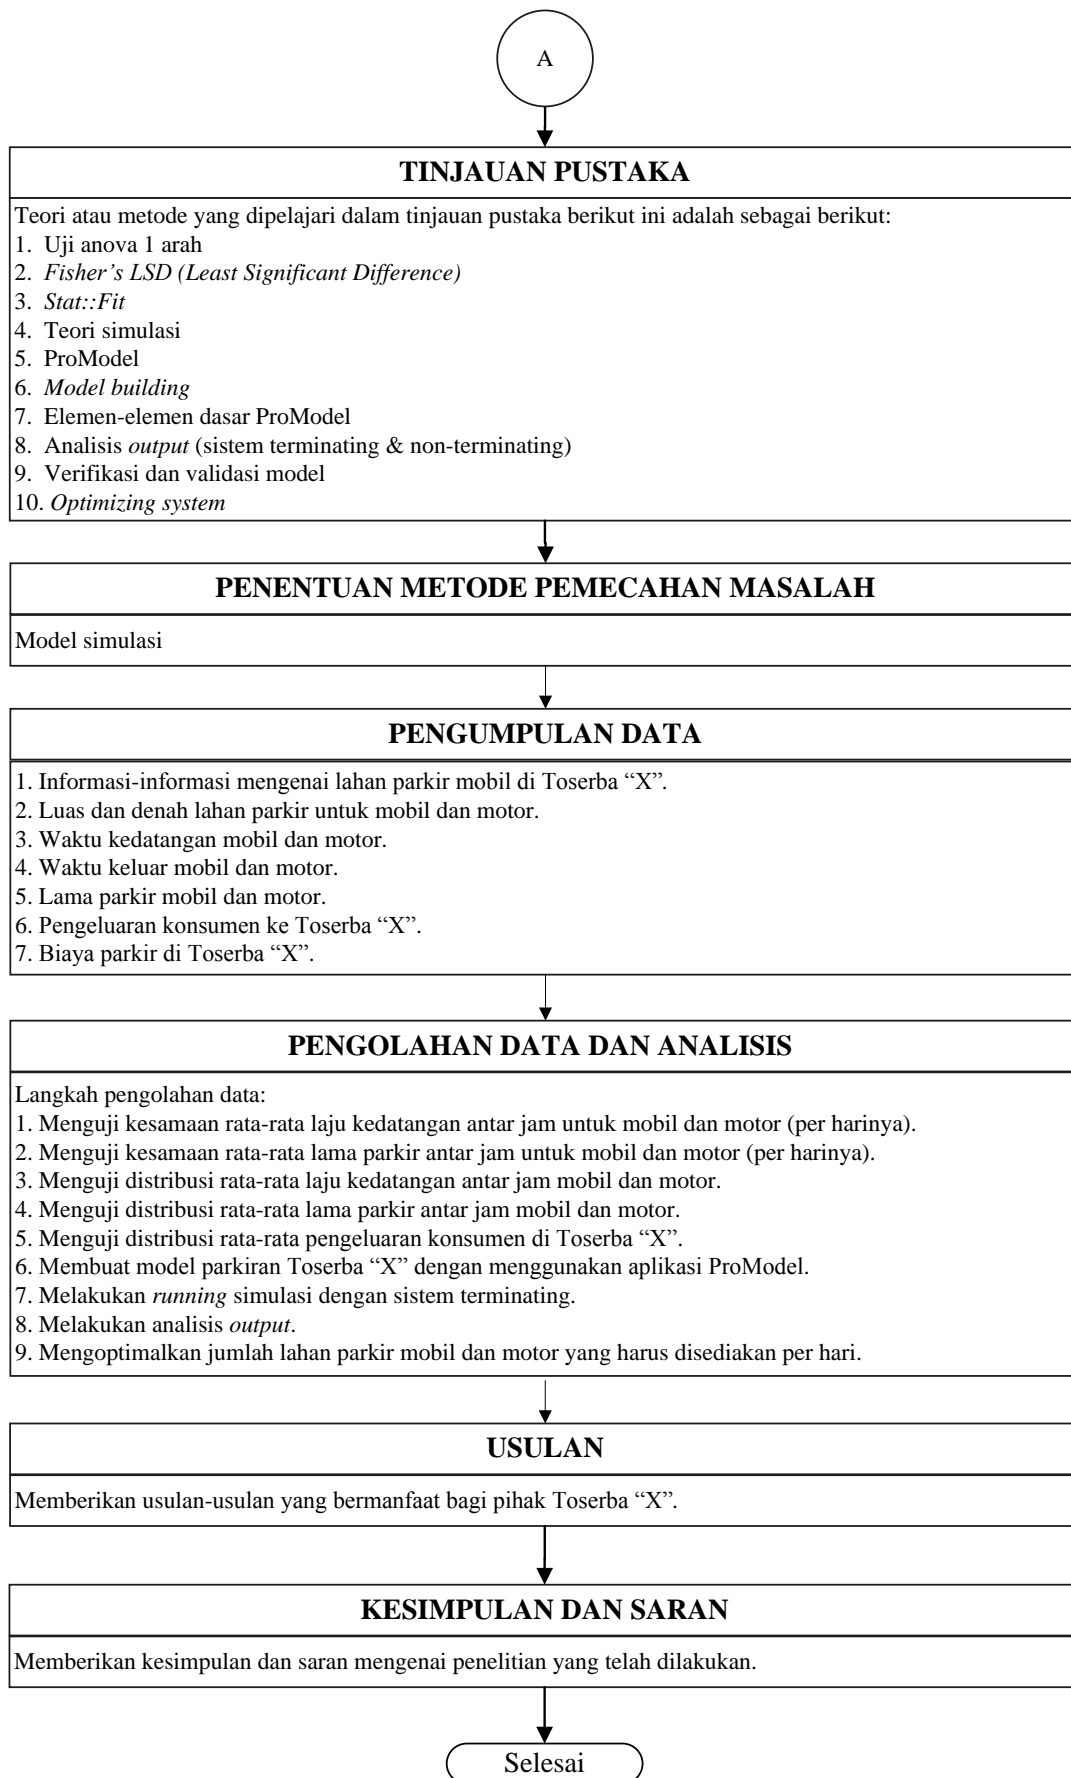 A
TINJAUAN PUSTAKA
Teori atau metode yang dipelajari dalam tinjauan pustaka berikut ini adalah sebagai berikut:
1. Uji anova 1 arah
2. Fisher’s LSD (Least Significant Difference)
3. Stat::Fit
4. Teori simulasi
5. ProModel
6. Model building
7. Elemen-elemen dasar ProModel
8. Analisis output (sistem terminating & non-terminating)
9. Verifikasi dan validasi model
10. Optimizing system
PENENTUAN METODE PEMECAHAN MASALAH
Model simulasi
PENGUMPULAN DATA
1. Informasi-informasi mengenai lahan parkir mobil di Toserba “X”.
2. Luas dan denah lahan parkir untuk mobil dan motor.
3. Waktu kedatangan mobil dan motor.
4. Waktu keluar mobil dan motor.
5. Lama parkir mobil dan motor.
6. Pengeluaran konsumen ke Toserba “X”.
7. Biaya parkir di Toserba “X”.
PENGOLAHAN DATA DAN ANALISIS
Langkah pengolahan data:
1. Menguji kesamaan rata-rata laju kedatangan antar jam untuk mobil dan motor (per harinya).
2. Menguji kesamaan rata-rata lama parkir antar jam untuk mobil dan motor (per harinya).
3. Menguji distribusi rata-rata laju kedatangan antar jam mobil dan motor.
4. Menguji distribusi rata-rata lama parkir antar jam mobil dan motor.
5. Menguji distribusi rata-rata pengeluaran konsumen di Toserba “X”.
6. Membuat model parkiran Toserba “X” dengan menggunakan aplikasi ProModel.
7. Melakukan running simulasi dengan sistem terminating.
8. Melakukan analisis output.
9. Mengoptimalkan jumlah lahan parkir mobil dan motor yang harus disediakan per hari.
USULAN
Memberikan usulan-usulan yang bermanfaat bagi pihak Toserba “X”.
KESIMPULAN DAN SARAN
Memberikan kesimpulan dan saran mengenai penelitian yang telah dilakukan.
Selesai